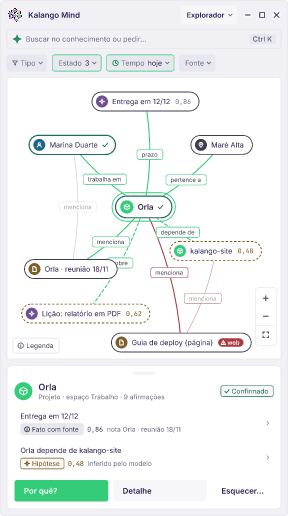 Kalango Mind
Explorador
Buscar no conhecimento ou pedir...
Ctrl K
Tipo
Estado 3
Tempo hoje
Fonte
Entrega em 12/12 0,86
Marina Duarte
Maré Alta
prazo
trabalha em
pertence a
menciona
Orla
depende de
menciona
kalango-site 0,48
obre
Orla · reunião 18/11
menciona
menciona
Lição: relatório em PDF 0,62
Guia de deploy (página) web
Legenda
Orla
Projeto · espaço Trabalho · 9 afirmações
Confirmado
Entrega em 12/12
Fato com fonte 0,86 nota Orla · reunião 18/11
Orla depende de kalango-site
Hipótese 0,48 inferido pelo modelo
Por quê?
Detalhe
Esquecer...